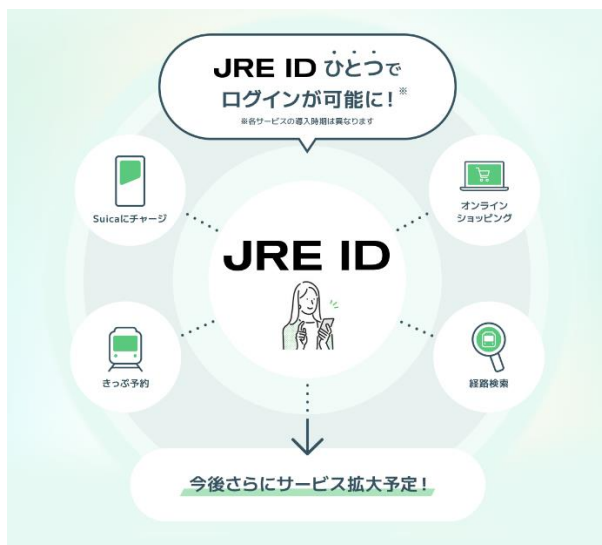 JRE ID ひとつで
ログインが可能に！※
※各サービスの導入時期は異なります
Suicaにチャージ
オンライン
ショッピング
JRE ID
きっぷ予約
経路検索
今後さらにサービス拡大予定！